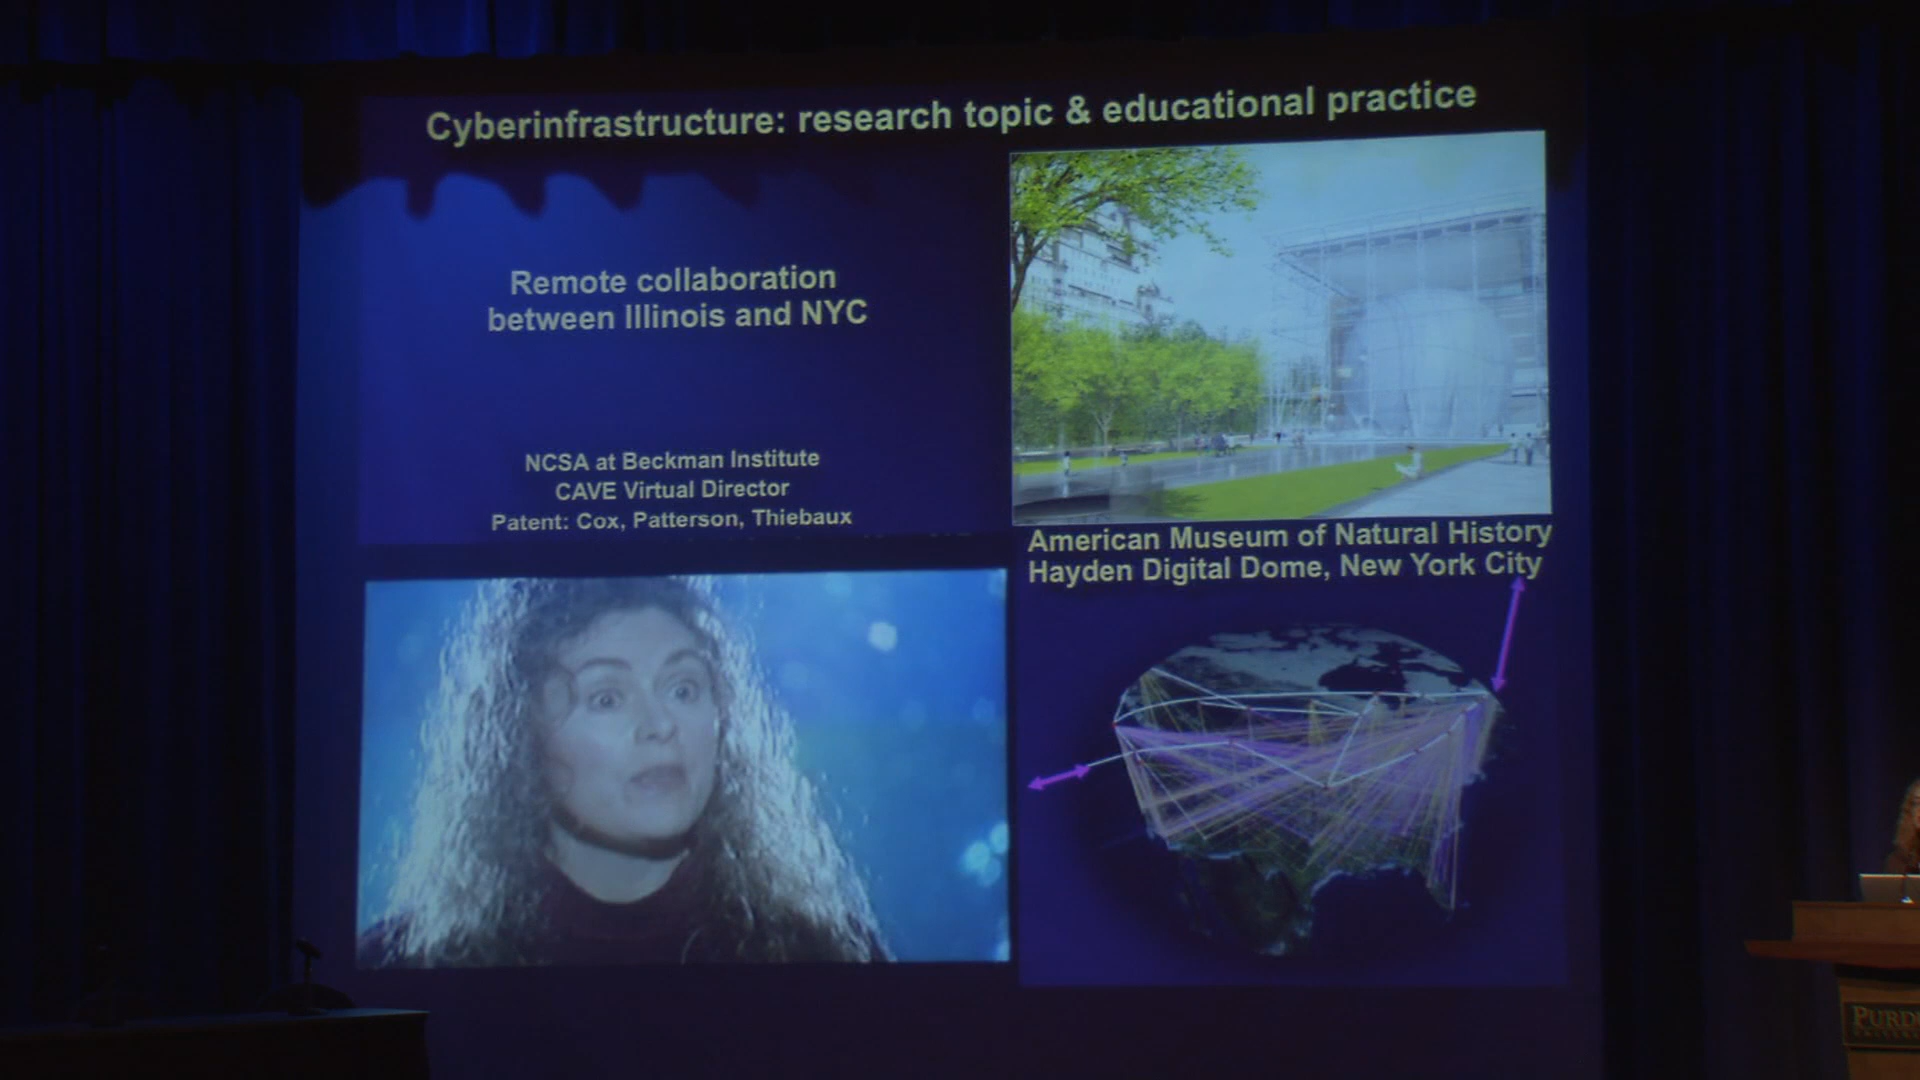 Cyberinfrastructure: research topic & educational practice
Remote collaboration
between Illinois and NYC
NCSA at Beckman Institute
CAVE Virtual Director
Patent: Cox, Patterson, Thiebaux
American Museum of Natural History
Hayden Digital Dome, New York City